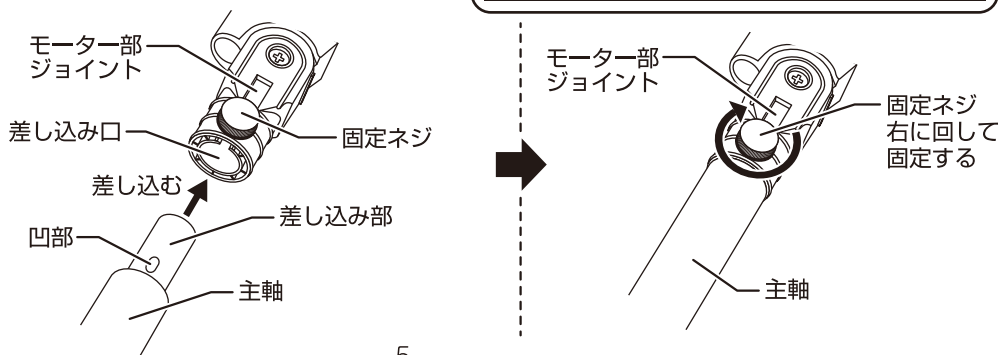 モーター部
ジョイント
差し込み口
固定ネジ
差し込む
差し込み部
凹部
主軸
モーター部
ジョイント
固定ネジ
右に回して
固定する
主軸